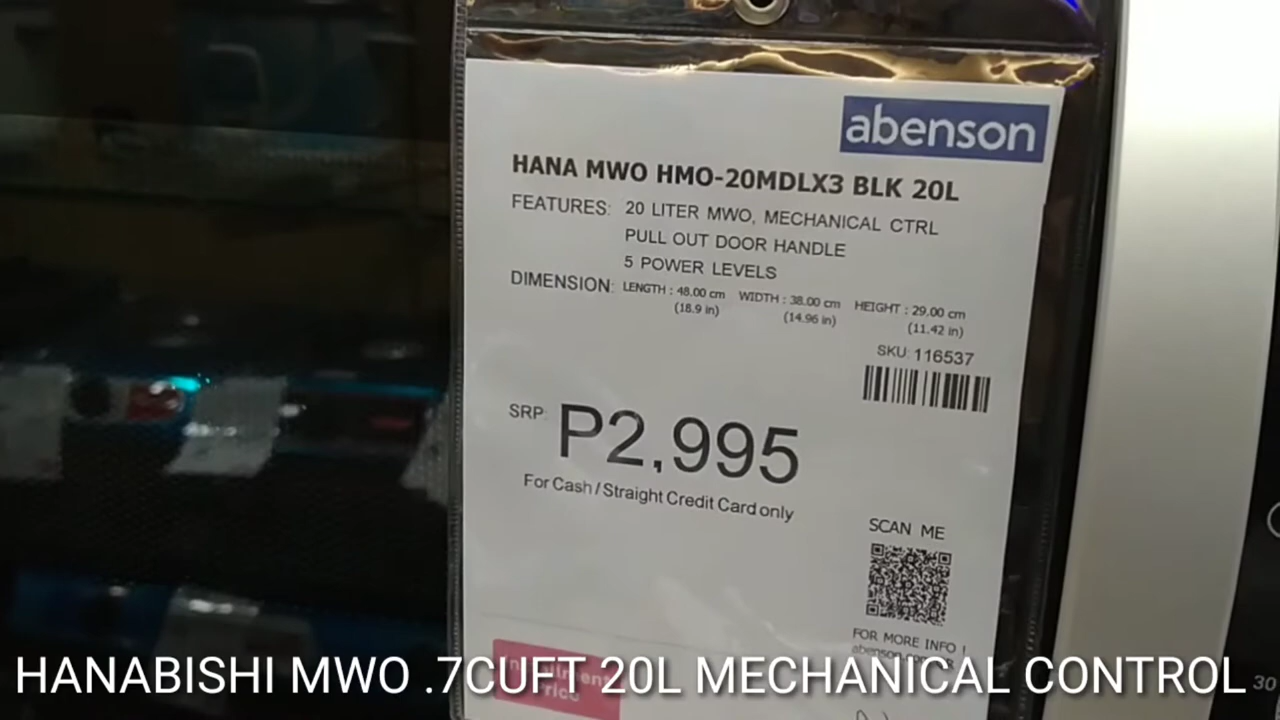 abenson
HANA MWO HMO-20MDLX3 BLK 20L
FEATURES: 20 LITER MWO, MECHANICAL CTRL
PULL OUT DOOR HANDLE
5 POWER LEVELS
DIMENSION: LENGTH : 48.00 cm WIDTH : 38.00 cm HEIGHT : 29.00 cm
(18.9 in) (14.96 in) (11.42 in)
SKU: 116537
SRP: P2,995
For Cash / Straight Credit Card only
SCAN ME
FOR MORE INFO !
Price
HANABISHI MWO .7CUFT 20L MECHANICAL CONTROL
30